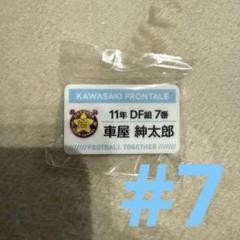 KAWASAKI FRONTALE
11年 DF組 7番
車屋 紳太郎
//////FOOTBALL TOGETHER//////
#7